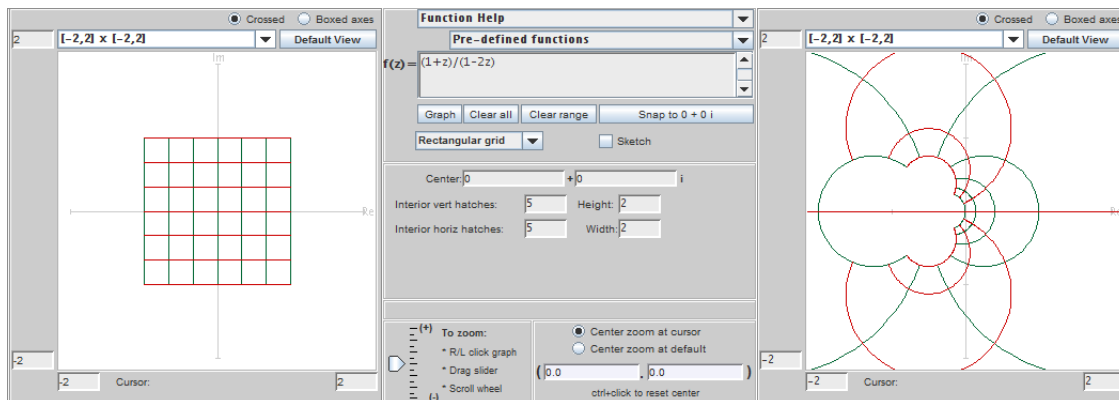 Crossed Boxed axes
2 [-2,2] x [-2,2] Default View
Im
Re
-2
-2 Cursor: 2
Function Help
Pre-defined functions
f(z)= (1+z)/(1-2z)
Graph Clear all Clear range Snap to 0 + 0 i
Rectangular grid Sketch
Center: 0 + 0 i
Interior vert hatches: 5 Height: 2
Interior horiz hatches: 5 Width: 2
(+) To zoom:
* R/L click graph
* Drag slider
* Scroll wheel
(-)
Center zoom at cursor
Center zoom at default
( 0.0 , 0.0 )
ctrl+click to reset center
Crossed Boxed axes
2 [-2,2] x [-2,2] Default View
Im
Re
-2
-2 Cursor: 2